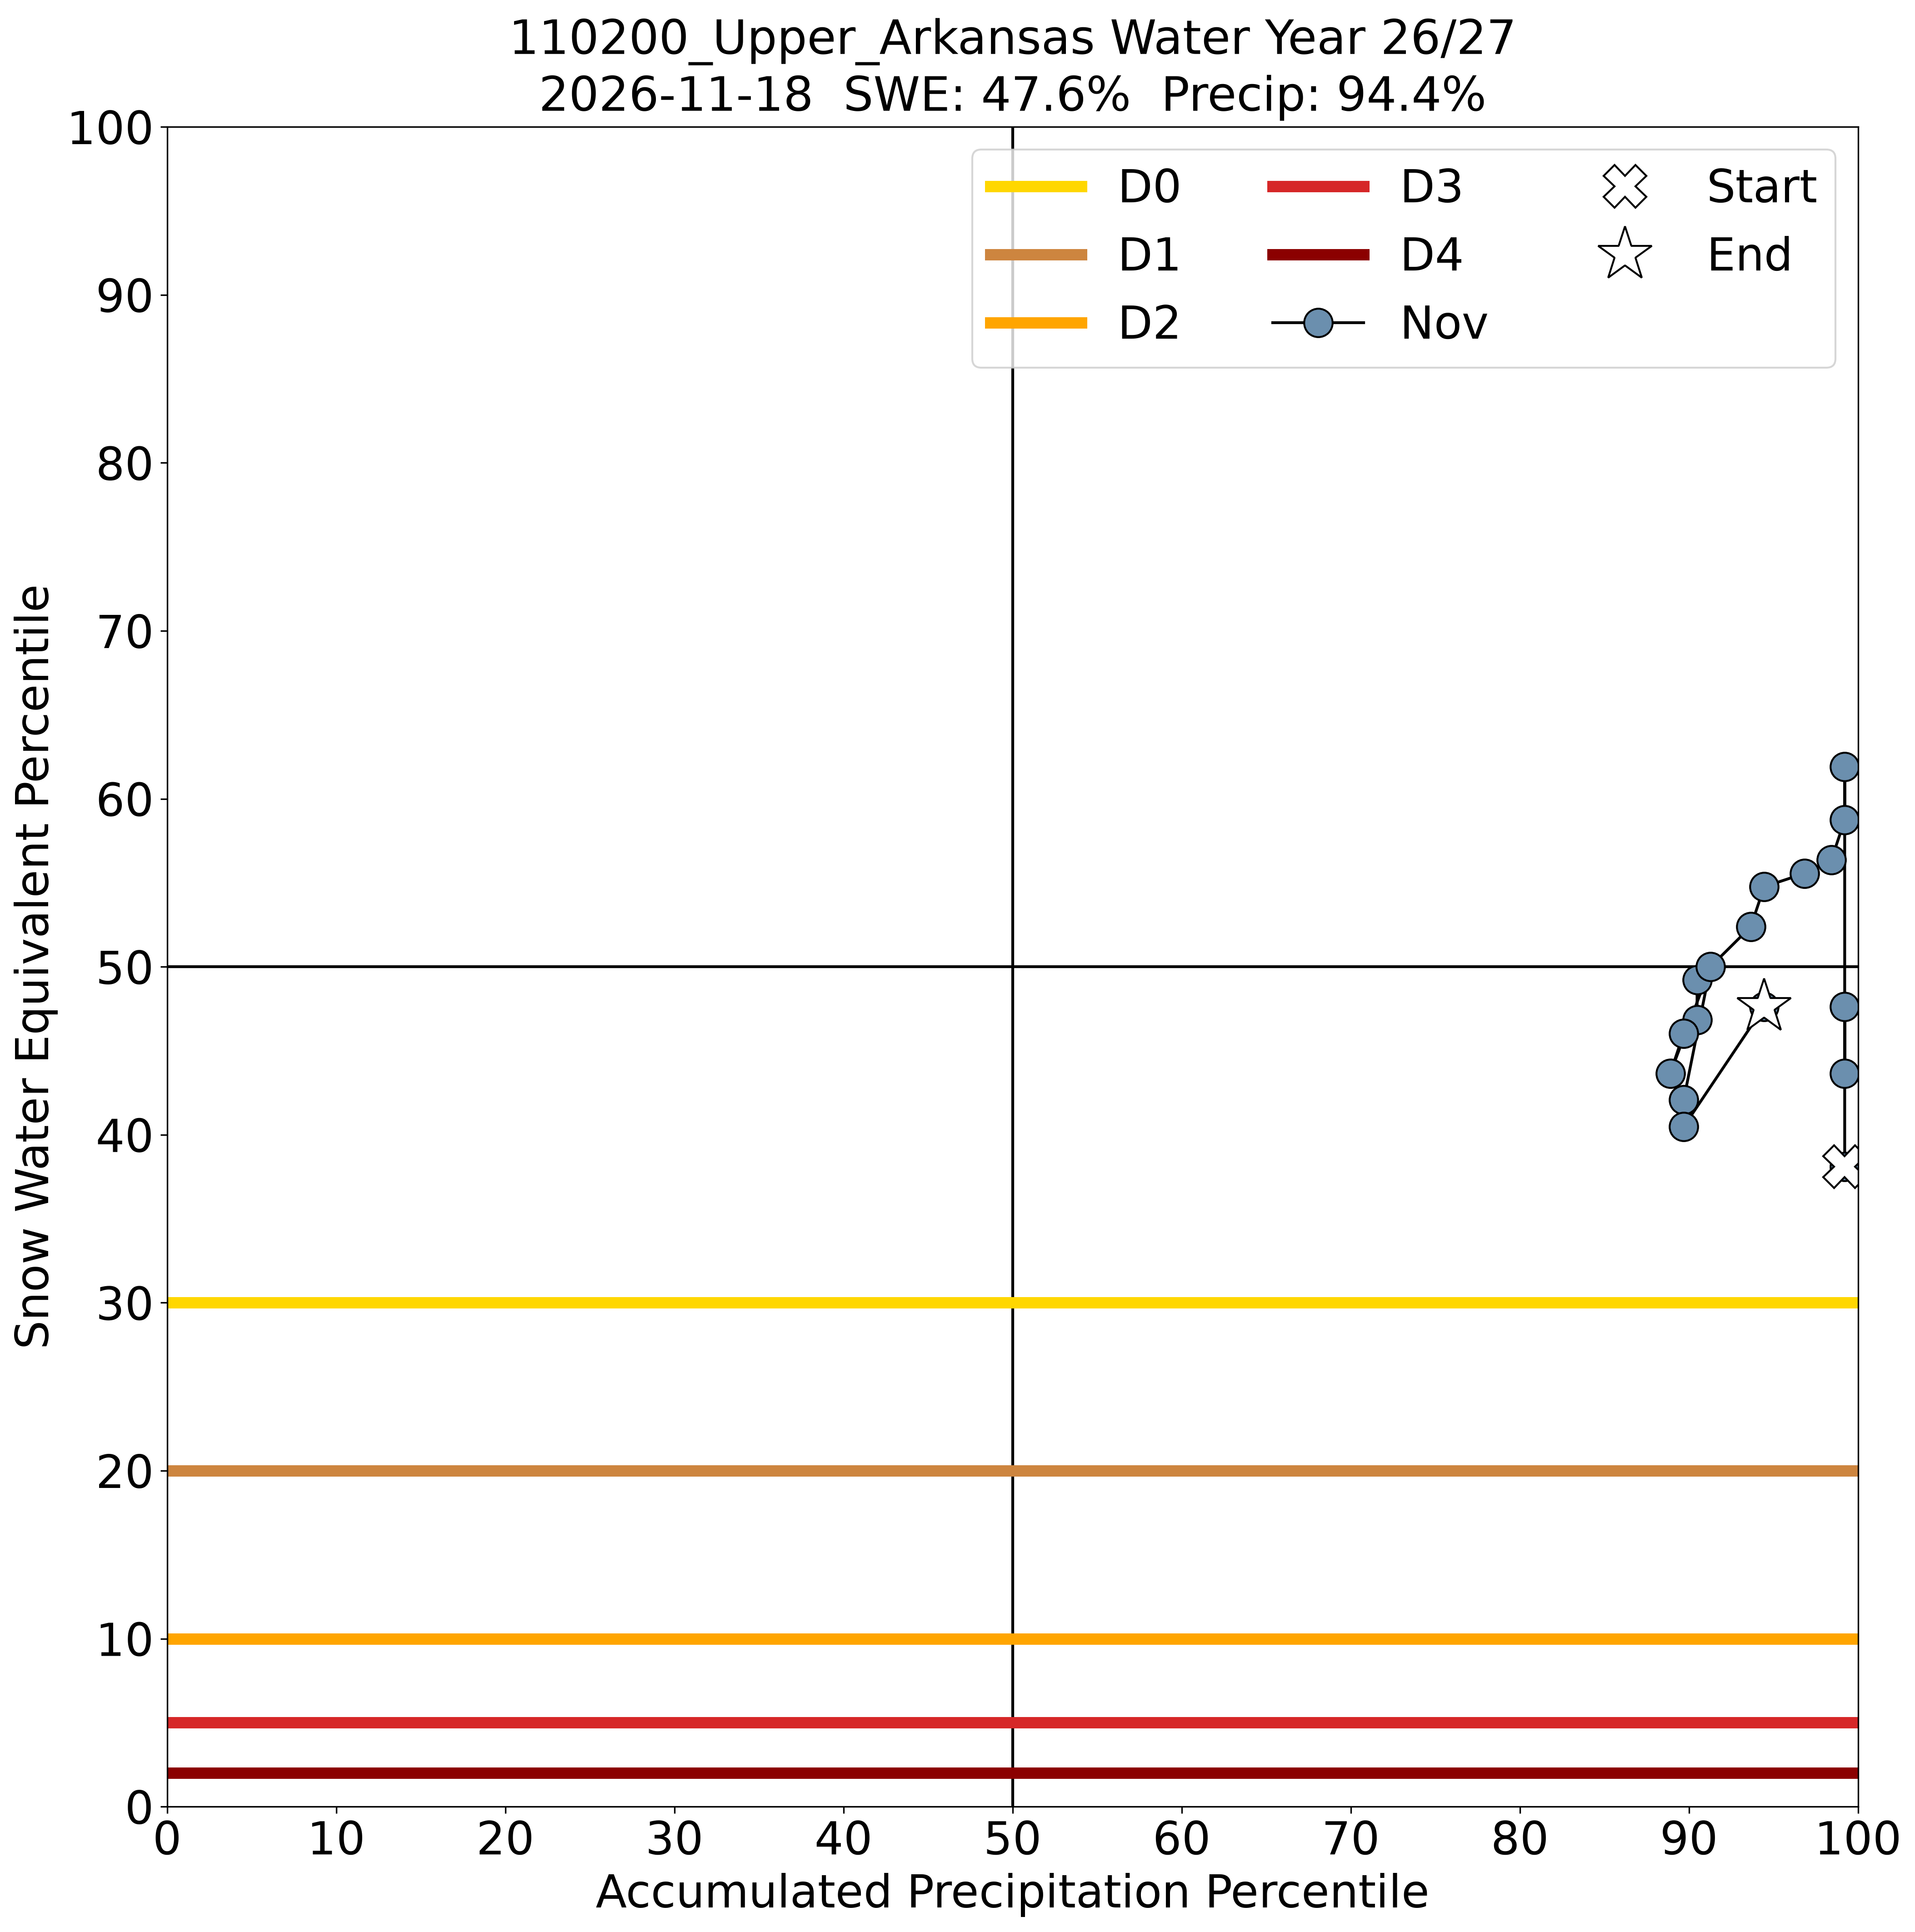 110200_Upper_Arkansas Water Year 26/27
2026-11-18  SWE: 47.6%  Precip: 94.4%
D0
D1
D2
D3
D4
Nov
Start
End
Snow Water Equivalent Percentile
100
90
80
70
60
50
40
30
20
10
0
0 10 20 30 40 50 60 70 80 90 100
Accumulated Precipitation Percentile